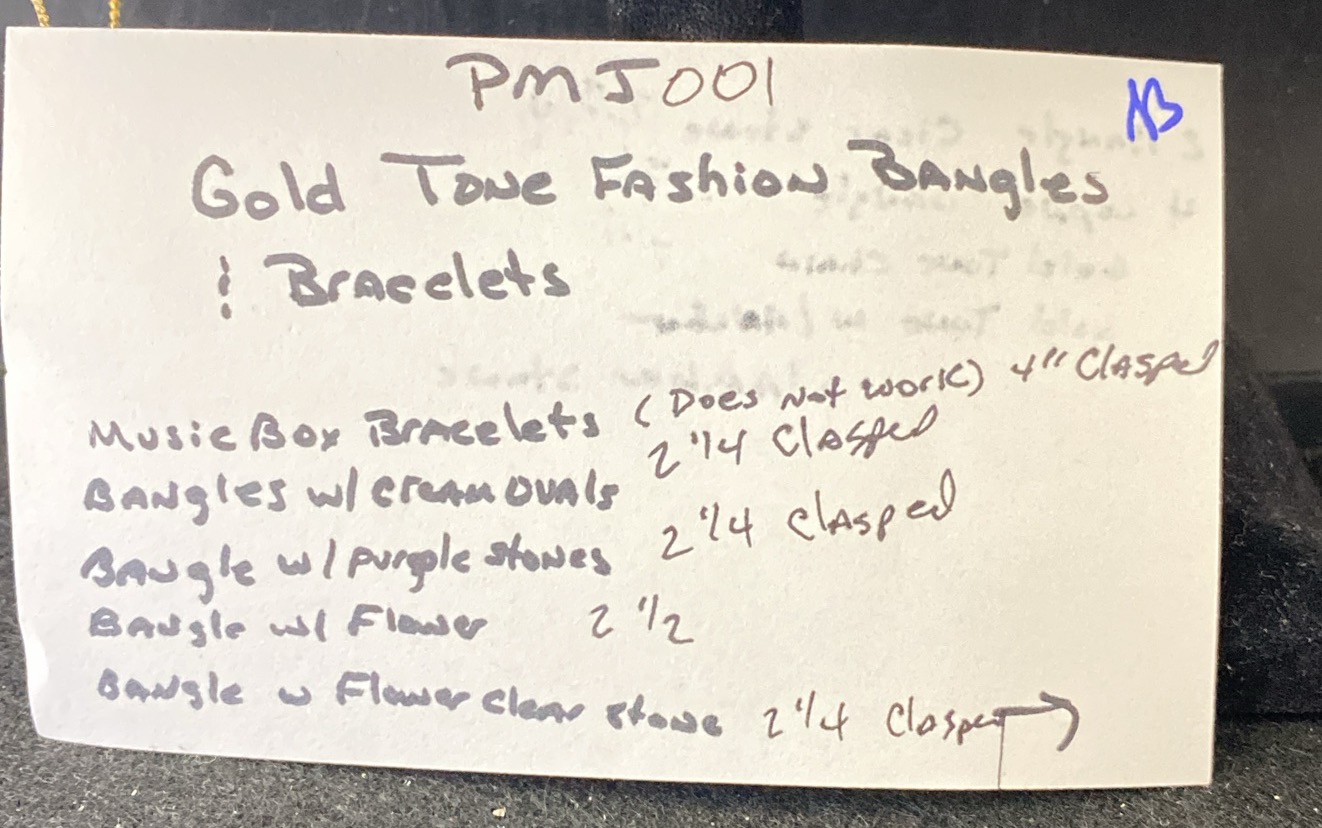 PMJ001
AB
Gold Tone Fashion Bangles
& Bracelets
Music Box Bracelets (Does Not work) 4" Clasped
Bangles w/ cream ovals 2 1/4 Clasped
Bangle w/ purple stones 2 1/4 Clasped
Bangle w/ Flower 2 1/2
Bangle w Flower clear stone 2 1/4 Clasped →